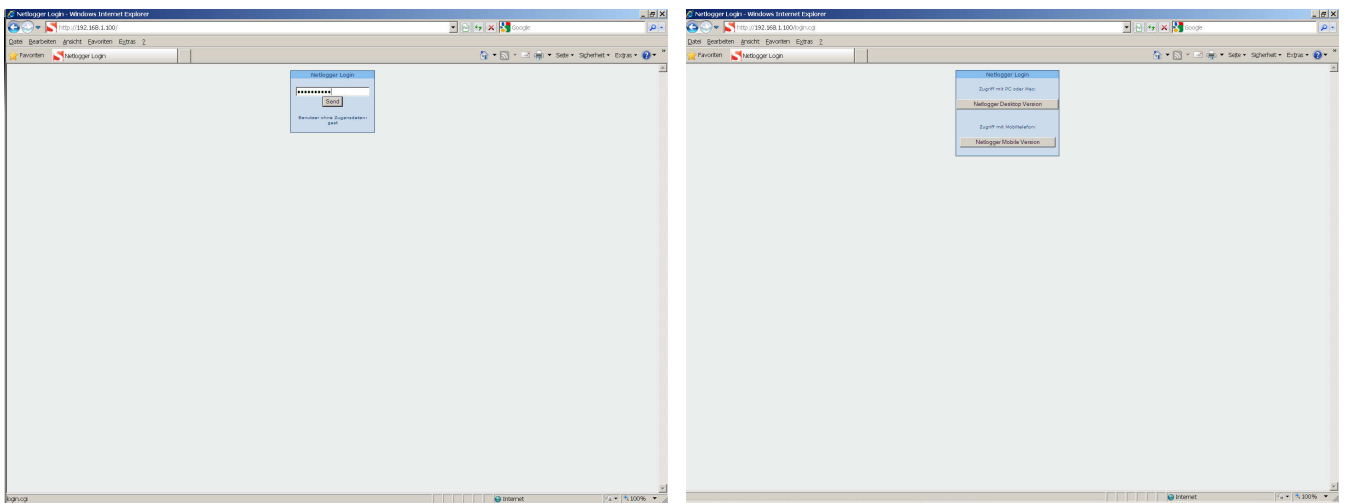 Netlogger Login - Windows Internet Explorer
http://192.168.1.100/
Google
Datei Bearbeiten Ansicht Favoriten Extras ?
Favoriten Netlogger Login
Seite Sicherheit Extras
Netlogger Login
Send
Benutzer ohne Zugansdaten:
gast
login.cgi
Internet
100%
Netlogger Login - Windows Internet Explorer
http://192.168.1.100/login.cgi
Google
Datei Bearbeiten Ansicht Favoriten Extras ?
Favoriten Netlogger Login
Seite Sicherheit Extras
Netlogger Login
Zugriff mit PC oder Mac:
Netlogger Desktop Version
Zugriff mit Mobiltelefon:
Netlogger Mobile Version
Internet
100%